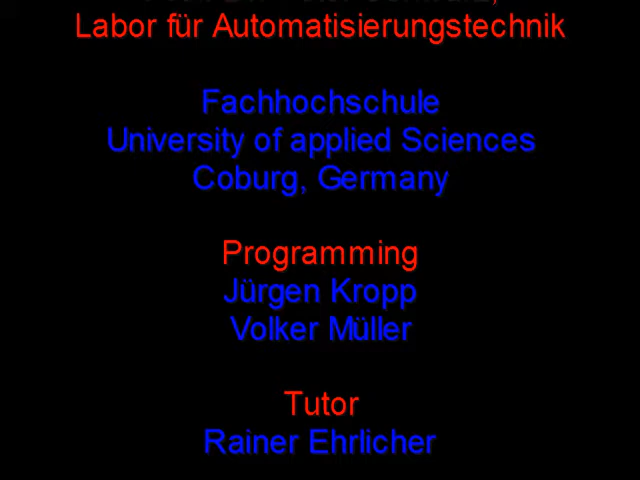 Labor für Automatisierungstechnik
Fachhochschule
University of applied Sciences
Coburg, Germany
Programming
Jürgen Kropp
Volker Müller
Tutor
Rainer Ehrlicher